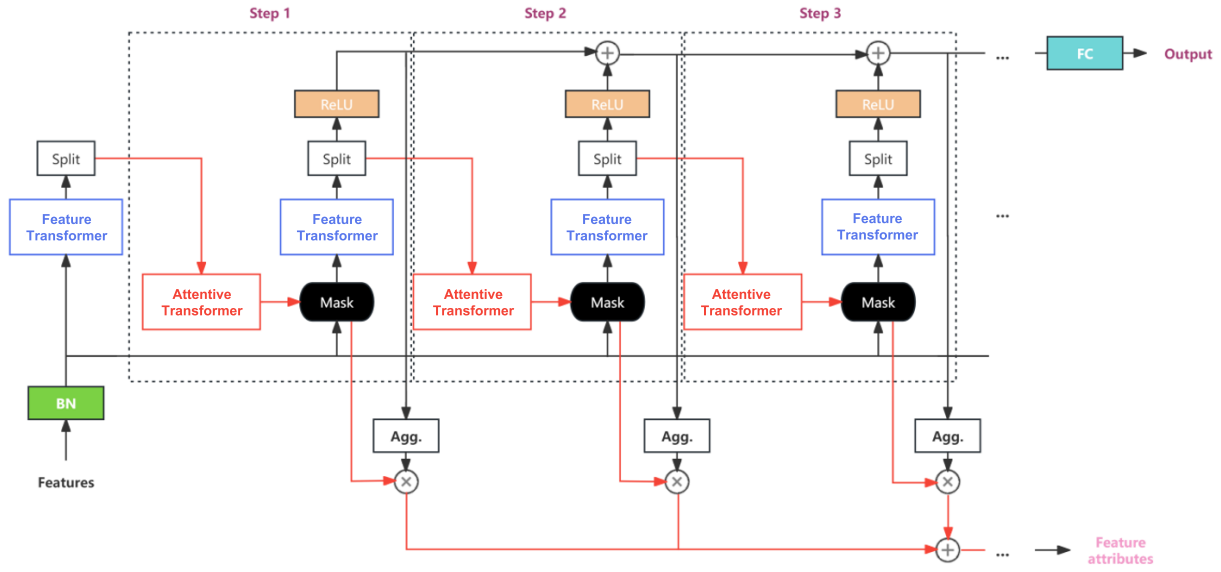 Step 1
Step 2
Step 3
...
FC
Output
ReLU
ReLU
ReLU
Split
Split
Split
Split
Feature
Transformer
Feature
Transformer
Feature
Transformer
Feature
Transformer
...
Attentive
Transformer
Mask
Attentive
Transformer
Mask
Attentive
Transformer
Mask
BN
Agg.
Agg.
Agg.
Features
...
Feature
attributes